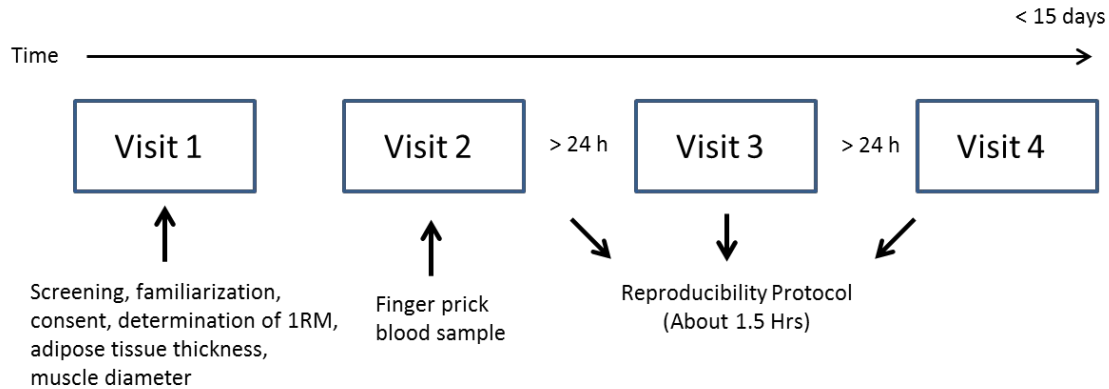 < 15 days
Time
Visit 1
Visit 2
> 24 h
Visit 3
> 24 h
Visit 4
Screening, familiarization,
consent, determination of 1RM,
adipose tissue thickness,
muscle diameter
Finger prick
blood sample
Reproducibility Protocol
(About 1.5 Hrs)